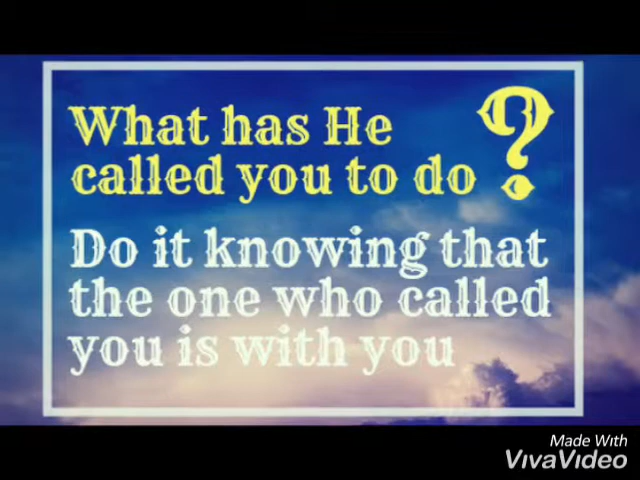 What has He
called you to do ?
Do it knowing that
the one who called
you is with you
Made With
VivaVideo